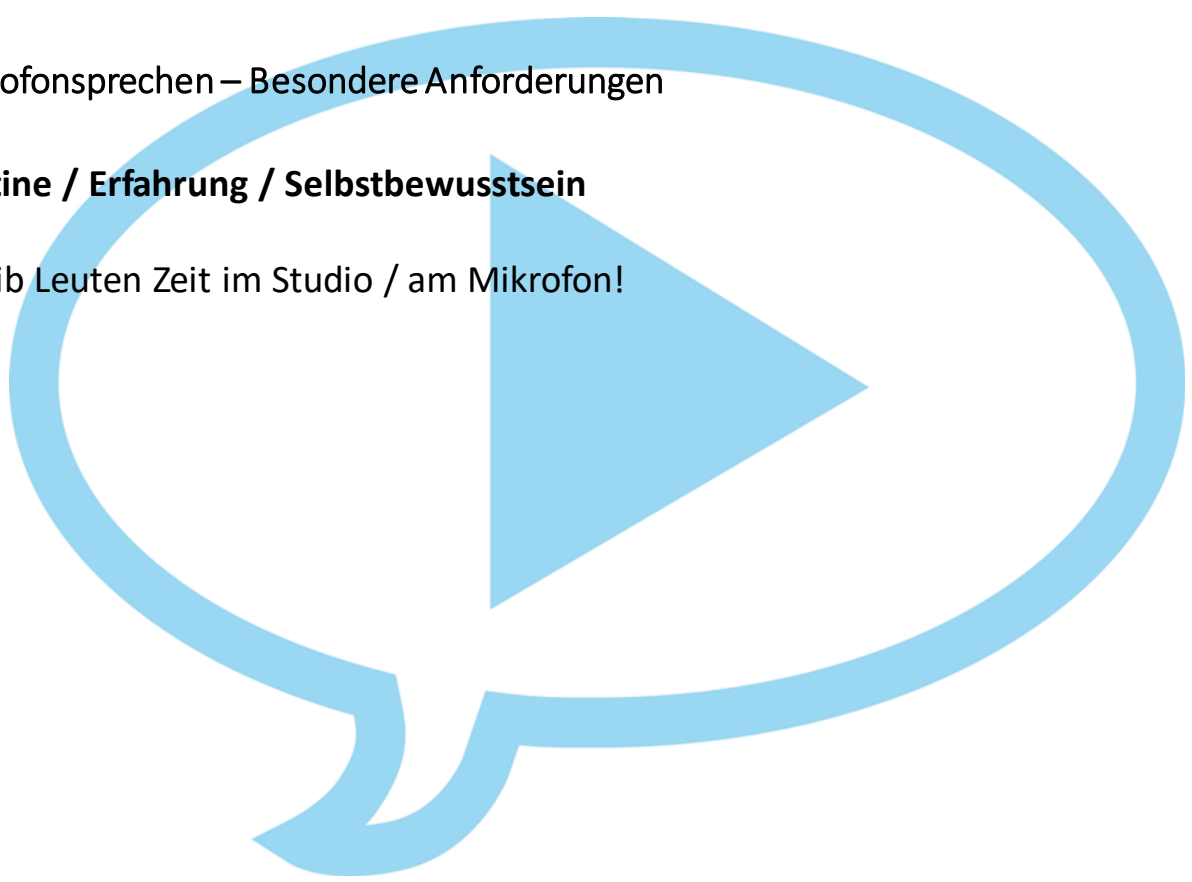 ofonsprechen – Besondere Anforderungen
tine / Erfahrung / Selbstbewusstsein
ib Leuten Zeit im Studio / am Mikrofon!